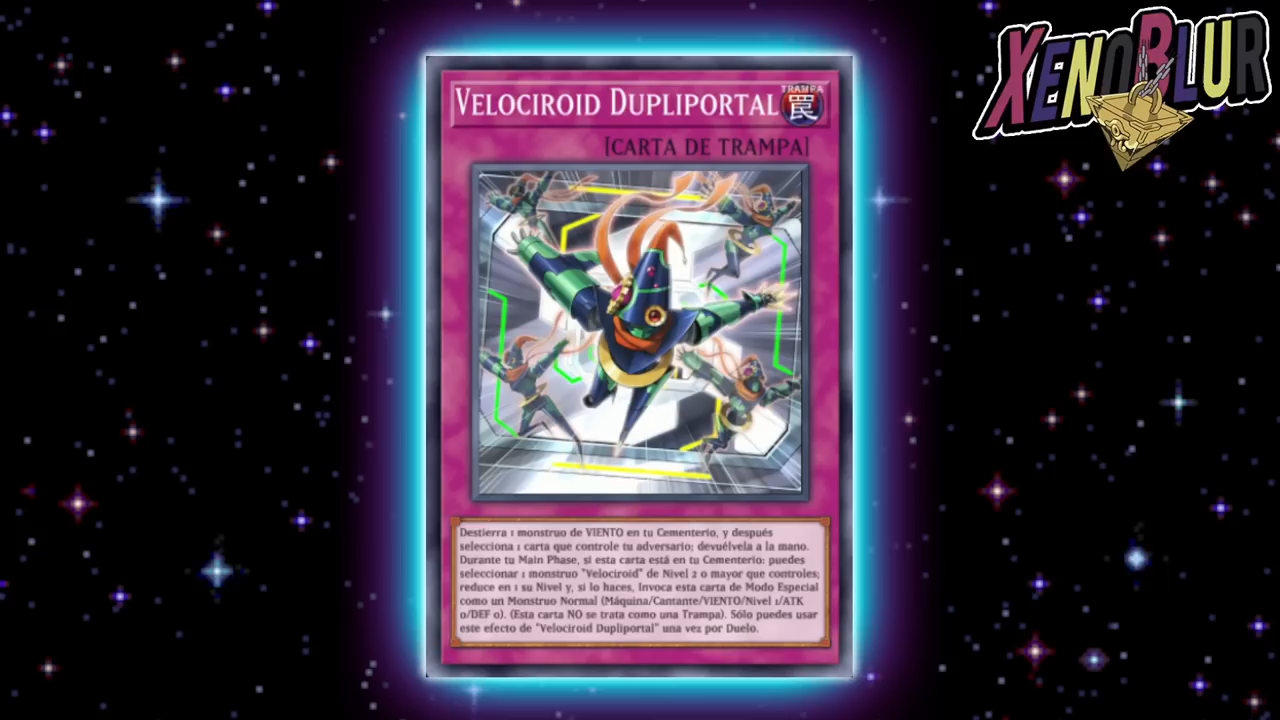 XENOBLUR
VELOCIROID DUPLIPORTAL
TRAMPA
罠
[CARTA DE TRAMPA]
Destierra 1 monstruo de VIENTO en tu Cementerio, y después
selecciona 1 carta que controle tu adversario; devuélvela a la mano.
Durante tu Main Phase, si esta carta está en tu Cementerio: puedes
seleccionar 1 monstruo "Velociroid" de Nivel 2 o mayor que controles;
reduce en 1 su Nivel y, si lo haces, Invoca esta carta de Modo Especial
como un Monstruo Normal (Máquina/Cantante/VIENTO/Nivel 1/ATK
0/DEF 0). (Esta carta NO se trata como una Trampa). Sólo puedes usar
este efecto de "Velociroid Dupliportal" una vez por Duelo.